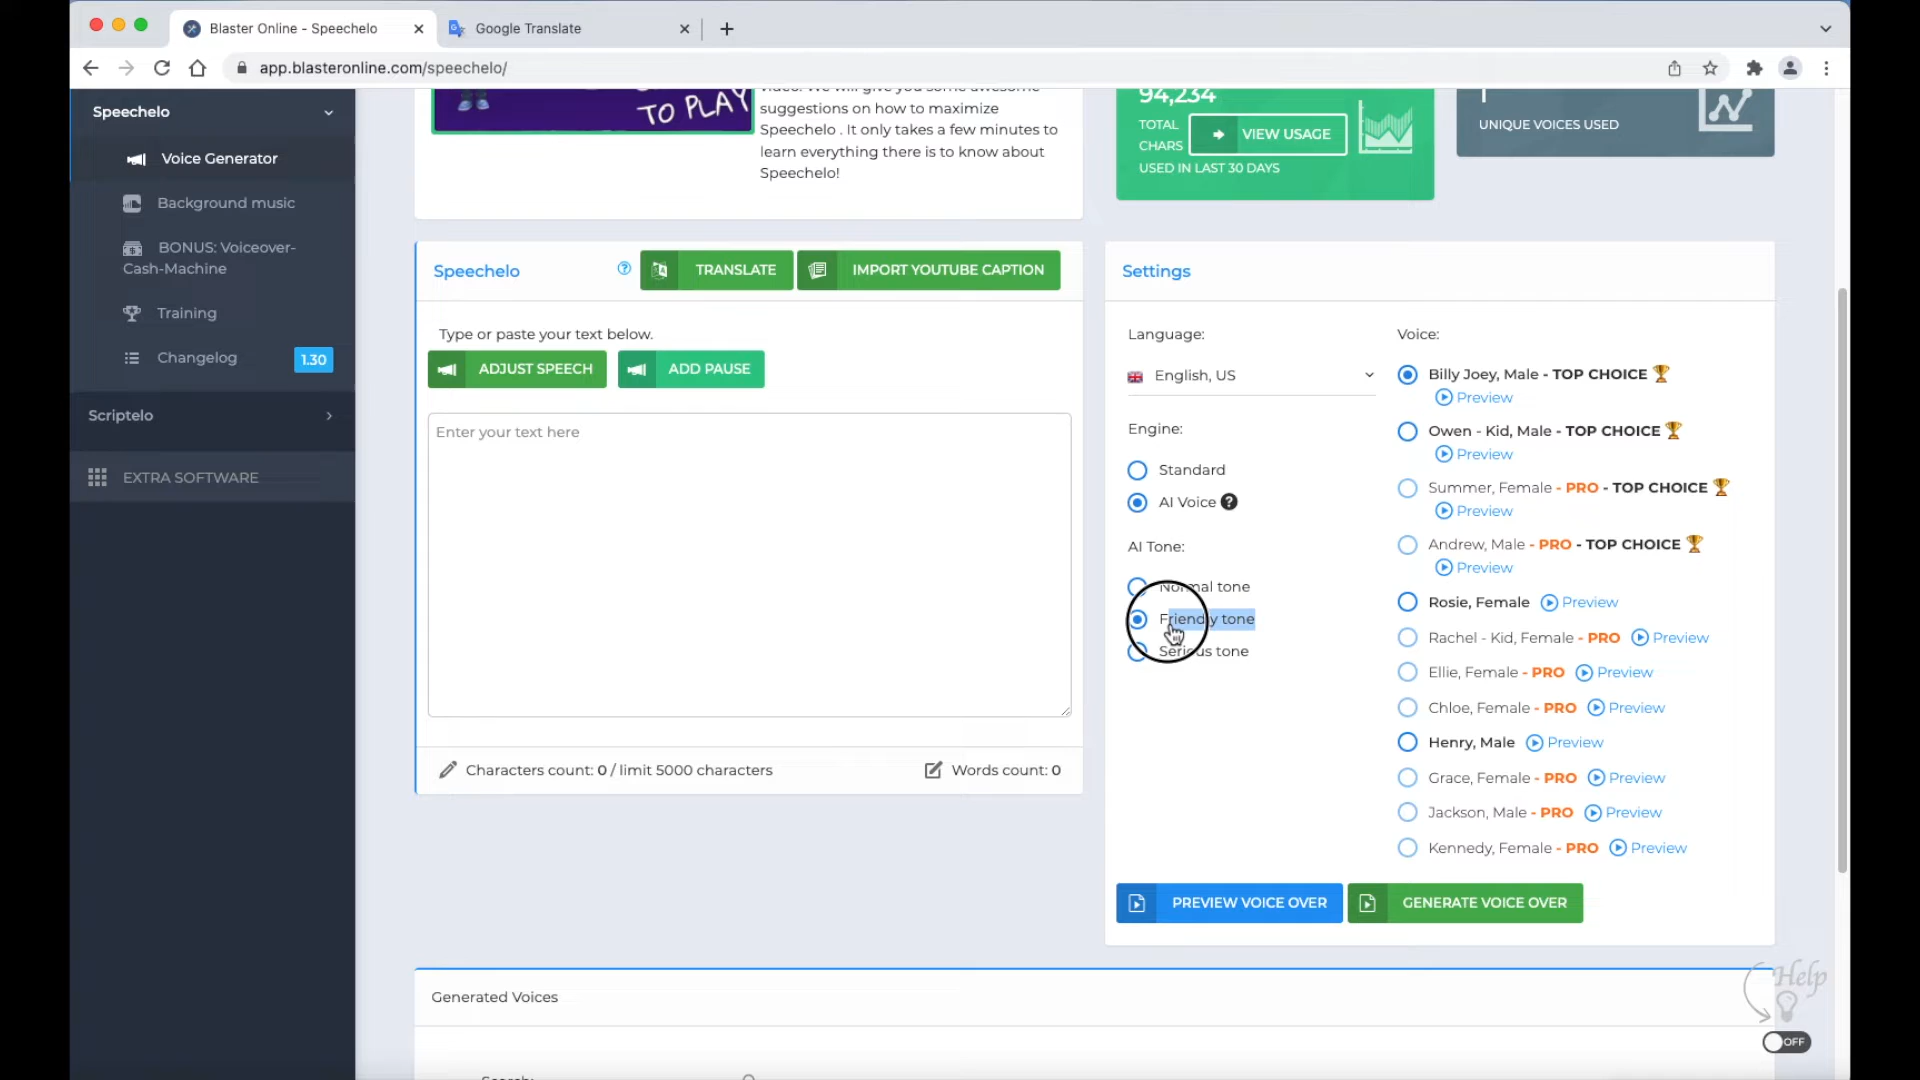 Blaster Online - Speechelo
Google Translate
app.blasteronline.com/speechelo/
Speechelo
Voice Generator
Background music
BONUS: Voiceover-
Cash-Machine
Training
Changelog
1.30
Scriptelo
EXTRA SOFTWARE
TO PLAY
suggestions on how to maximize
Speechelo . It only takes a few minutes to
learn everything there is to know about
Speechelo!
94,234
TOTAL
CHARS
USED IN LAST 30 DAYS
VIEW USAGE
UNIQUE VOICES USED
Speechelo
TRANSLATE
IMPORT YOUTUBE CAPTION
Type or paste your text below.
ADJUST SPEECH
ADD PAUSE
Enter your text here
Characters count: 0 / limit 5000 characters
Words count: 0
Settings
Language:
English, US
Engine:
Standard
AI Voice
AI Tone:
Normal tone
Friendly tone
Serious tone
Voice:
Billy Joey, Male - TOP CHOICE
Preview
Owen - Kid, Male - TOP CHOICE
Preview
Summer, Female - PRO - TOP CHOICE
Preview
Andrew, Male - PRO - TOP CHOICE
Preview
Rosie, Female Preview
Rachel - Kid, Female - PRO Preview
Ellie, Female - PRO Preview
Chloe, Female - PRO Preview
Henry, Male Preview
Grace, Female - PRO Preview
Jackson, Male - PRO Preview
Kennedy, Female - PRO Preview
PREVIEW VOICE OVER
GENERATE VOICE OVER
Generated Voices
Help
OFF